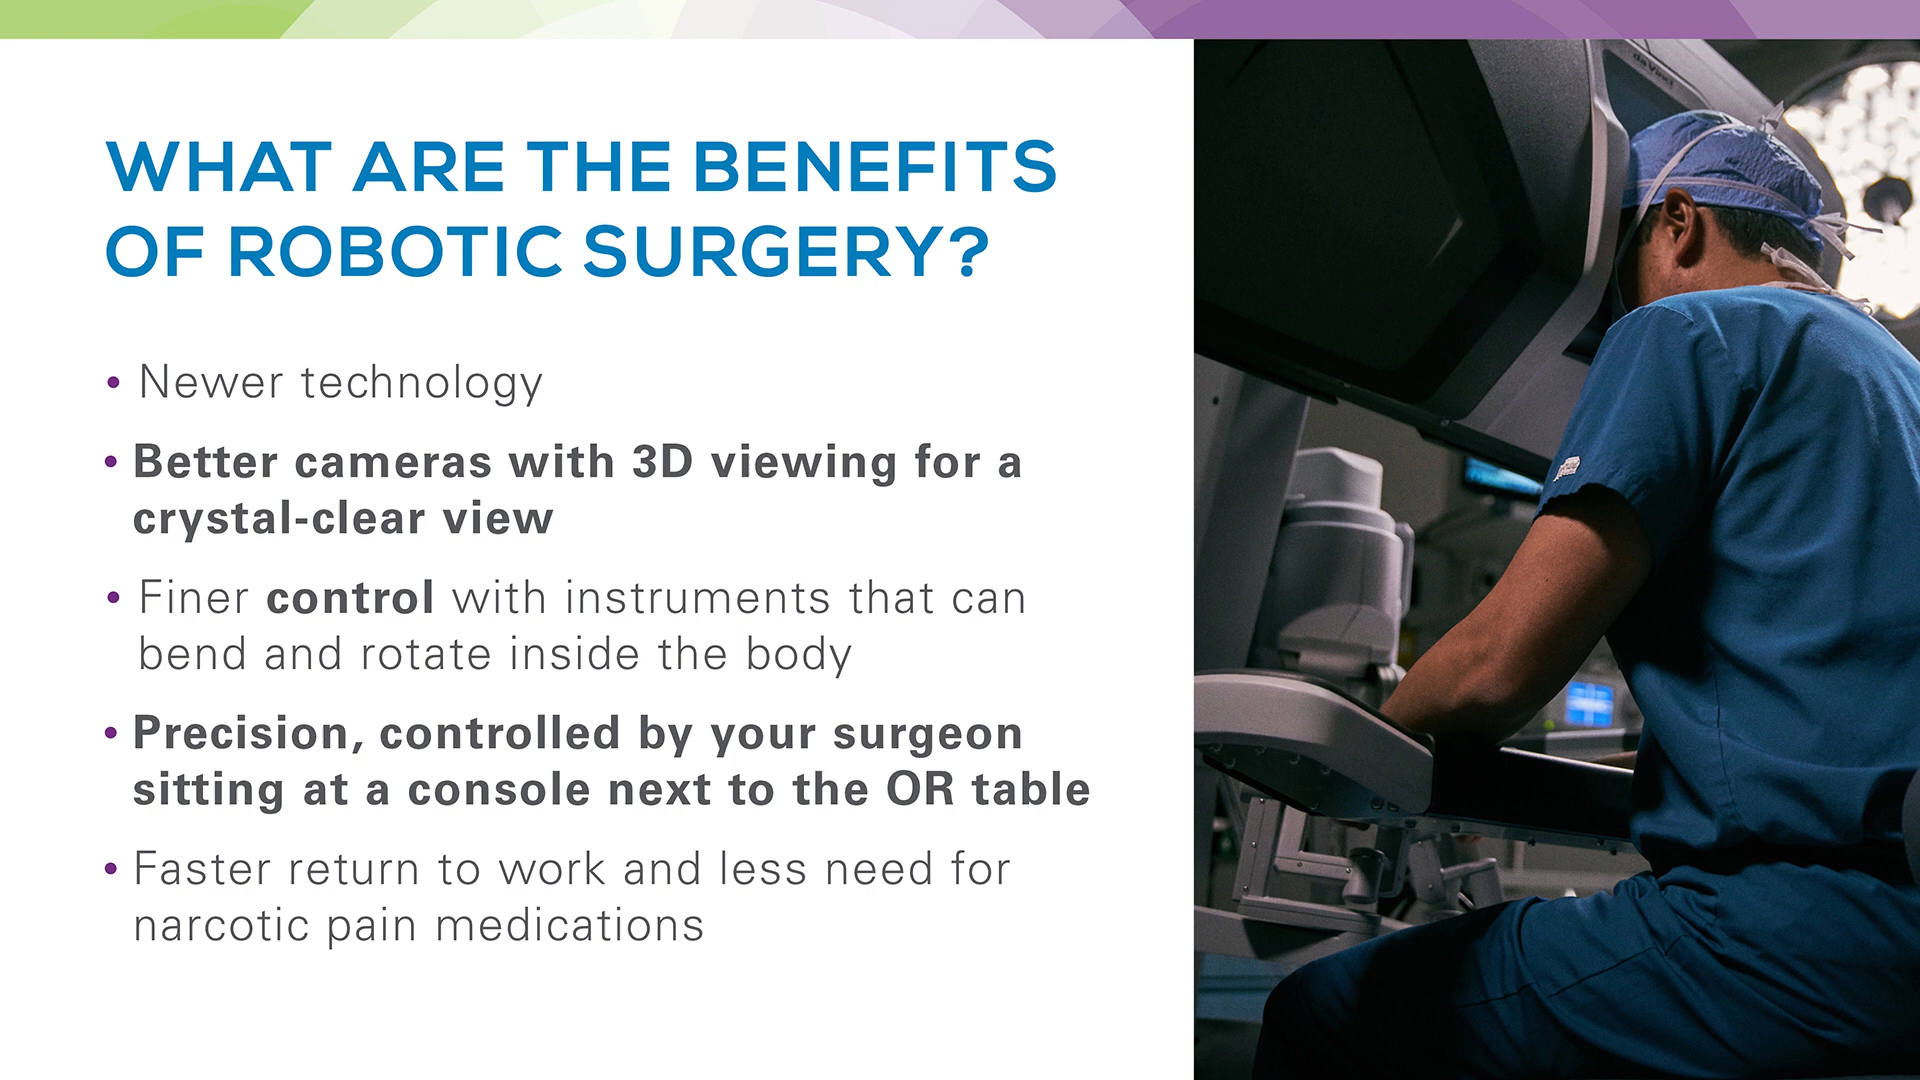 WHAT ARE THE BENEFITS
OF ROBOTIC SURGERY?
• Newer technology
• Better cameras with 3D viewing for a
crystal-clear view
• Finer control with instruments that can
bend and rotate inside the body
• Precision, controlled by your surgeon
sitting at a console next to the OR table
• Faster return to work and less need for
narcotic pain medications
da Vinci